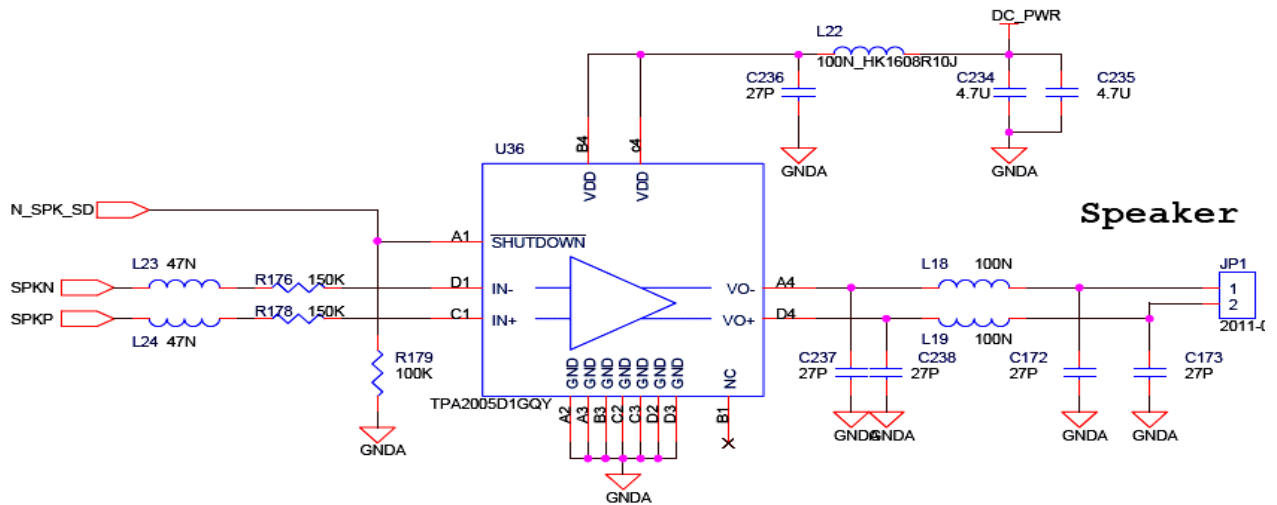 DC_PWR
L22
100N_HK1608R10J
C236
27P
C234
4.7U
C235
4.7U
GNDA
GNDA
U36
B4
c4
VDD
VDD
N_SPK_SD
Speaker
A1
SHUTDOWN
L23 47N
R176 150K
D1
IN-
VO-
A4
L18 100N
JP1
SPKN
1
SPKP
R178 150K
C1
IN+
VO+
D4
2
L24 47N
L19 100N
2011-0
R179
100K
C237
27P
C238
27P
C172
27P
C173
27P
GND GND GND GND GND GND GND
NC
TPA2005D1GQY
A2 A3 B3 C2 C3 D2 D3
B1
GNDA
GNDA
GNDA
GNDA
GNDA
GNDA